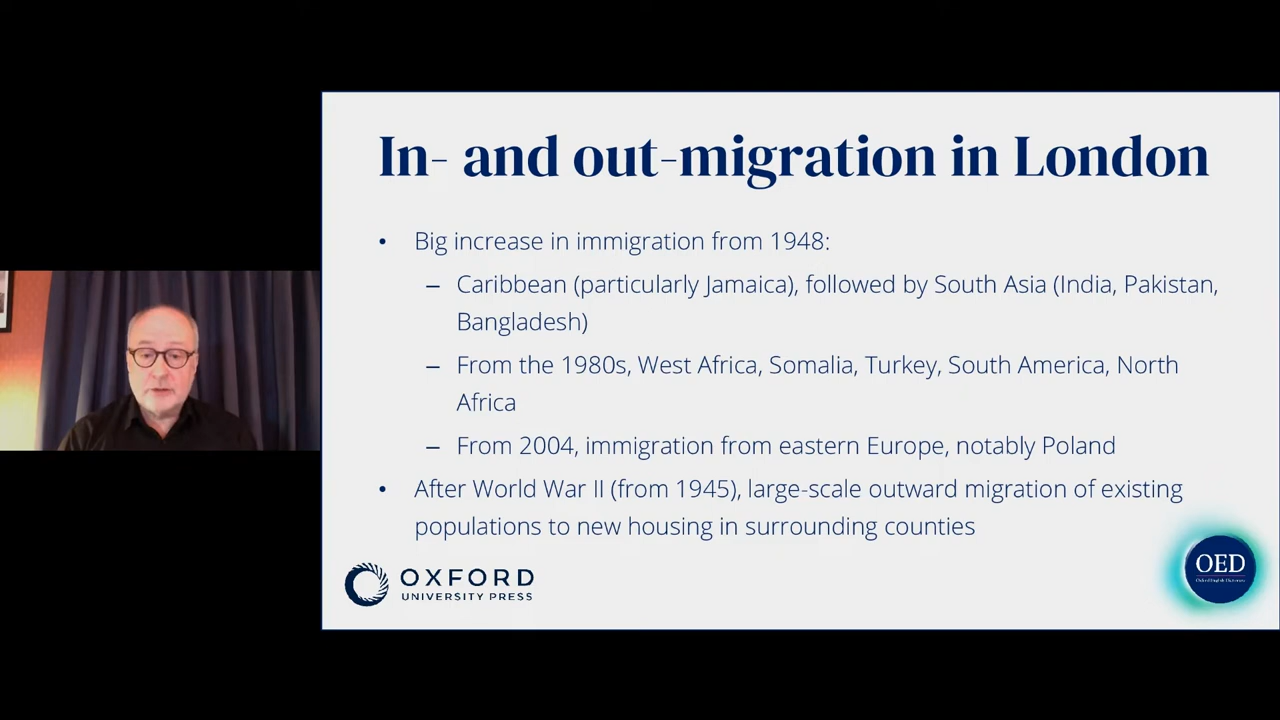 In- and out-migration in London
• Big increase in immigration from 1948:
– Caribbean (particularly Jamaica), followed by South Asia (India, Pakistan,
Bangladesh)
– From the 1980s, West Africa, Somalia, Turkey, South America, North
Africa
– From 2004, immigration from eastern Europe, notably Poland
• After World War II (from 1945), large-scale outward migration of existing
populations to new housing in surrounding counties
OXFORD
UNIVERSITY PRESS
OED
Oxford English Dictionary